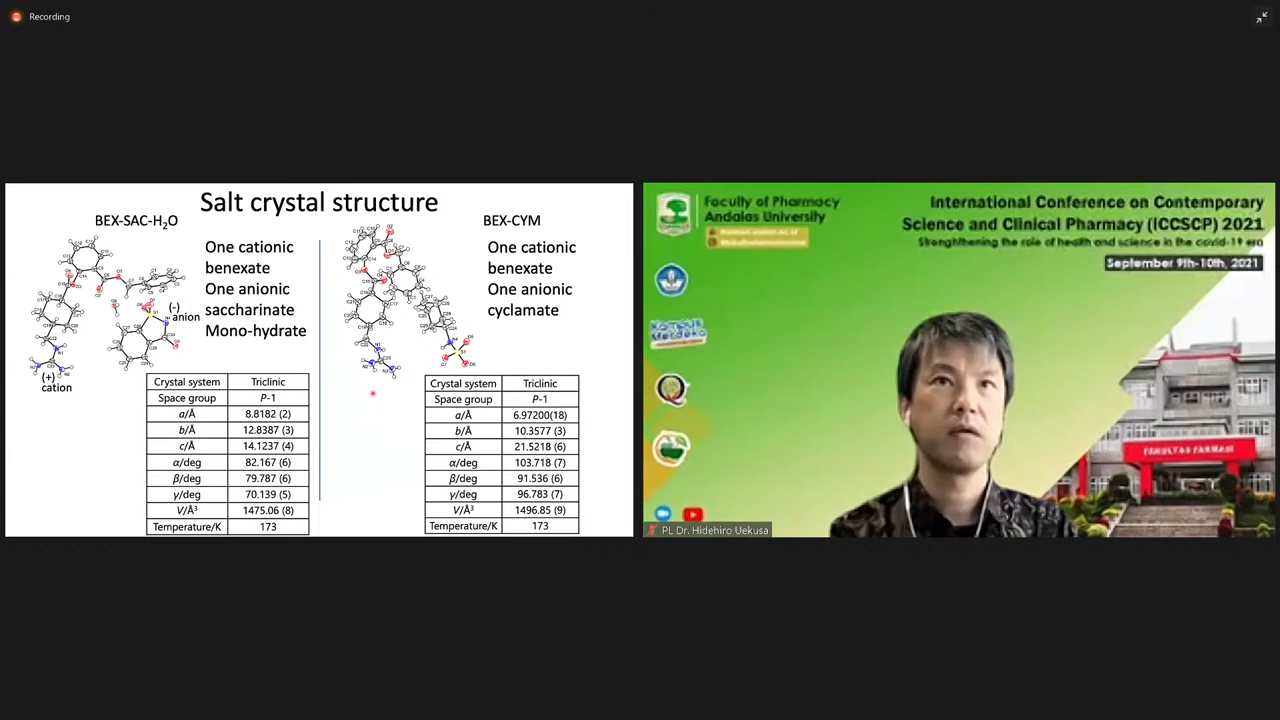 Recording
Salt crystal structure
BEX-SAC-H₂O
One cationic
benexate
One anionic
saccharinate
Mono-hydrate
(-)
anion
(+)
cation
Crystal system Triclinic
Space group P-1
a/Å 8.8182 (2)
b/Å 12.8387 (3)
c/Å 14.1237 (4)
α/deg 82.167 (6)
β/deg 79.787 (6)
γ/deg 70.139 (5)
V/Å³ 1475.06 (8)
Temperature/K 173
BEX-CYM
One cationic
benexate
One anionic
cyclamate
Crystal system Triclinic
Space group P-1
a/Å 6.97200(18)
b/Å 10.3577 (3)
c/Å 21.5218 (6)
α/deg 103.718 (7)
β/deg 91.536 (6)
γ/deg 96.783 (7)
V/Å³ 1496.85 (9)
Temperature/K 173
Faculty of Pharmacy
Andalas University
International Conference on Contemporary
Science and Clinical Pharmacy (ICCSCP) 2021
Strenghthening the role of health and science in the covid-19 era
September 9th-10th, 2021
Kampus
Merdeka
FAKULTAS FARMASI
PL Dr. Hidehiro Uekusa